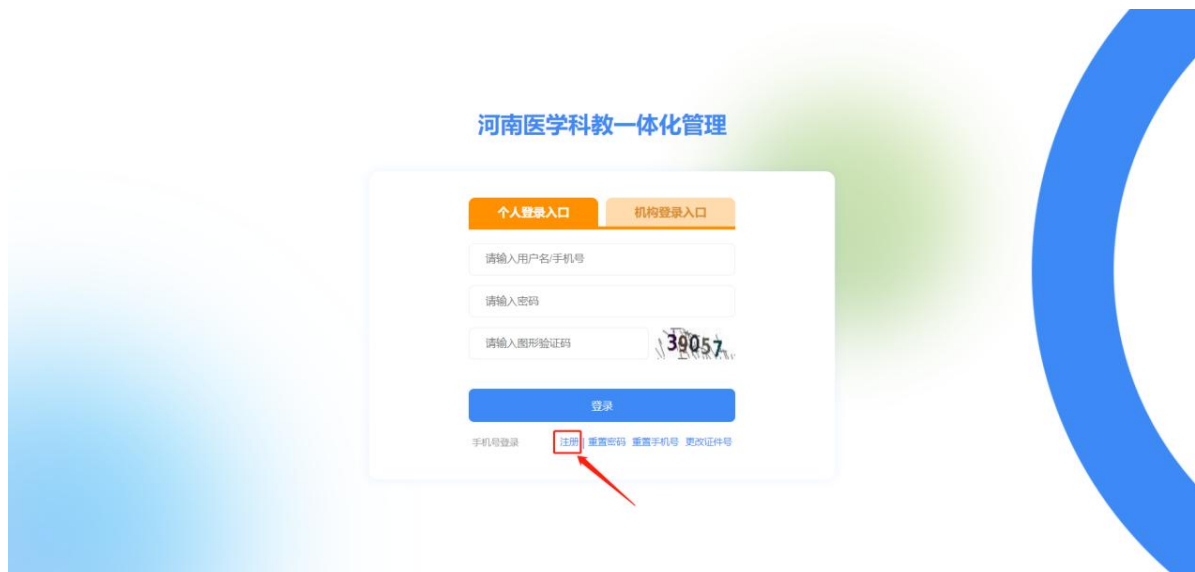 河南医学科教一体化管理
个人登录入口 机构登录入口
请输入用户名/手机号
请输入密码
请输入图形验证码 39057
登录
手机号登录 注册 | 重置密码 重置手机号 更改证件号